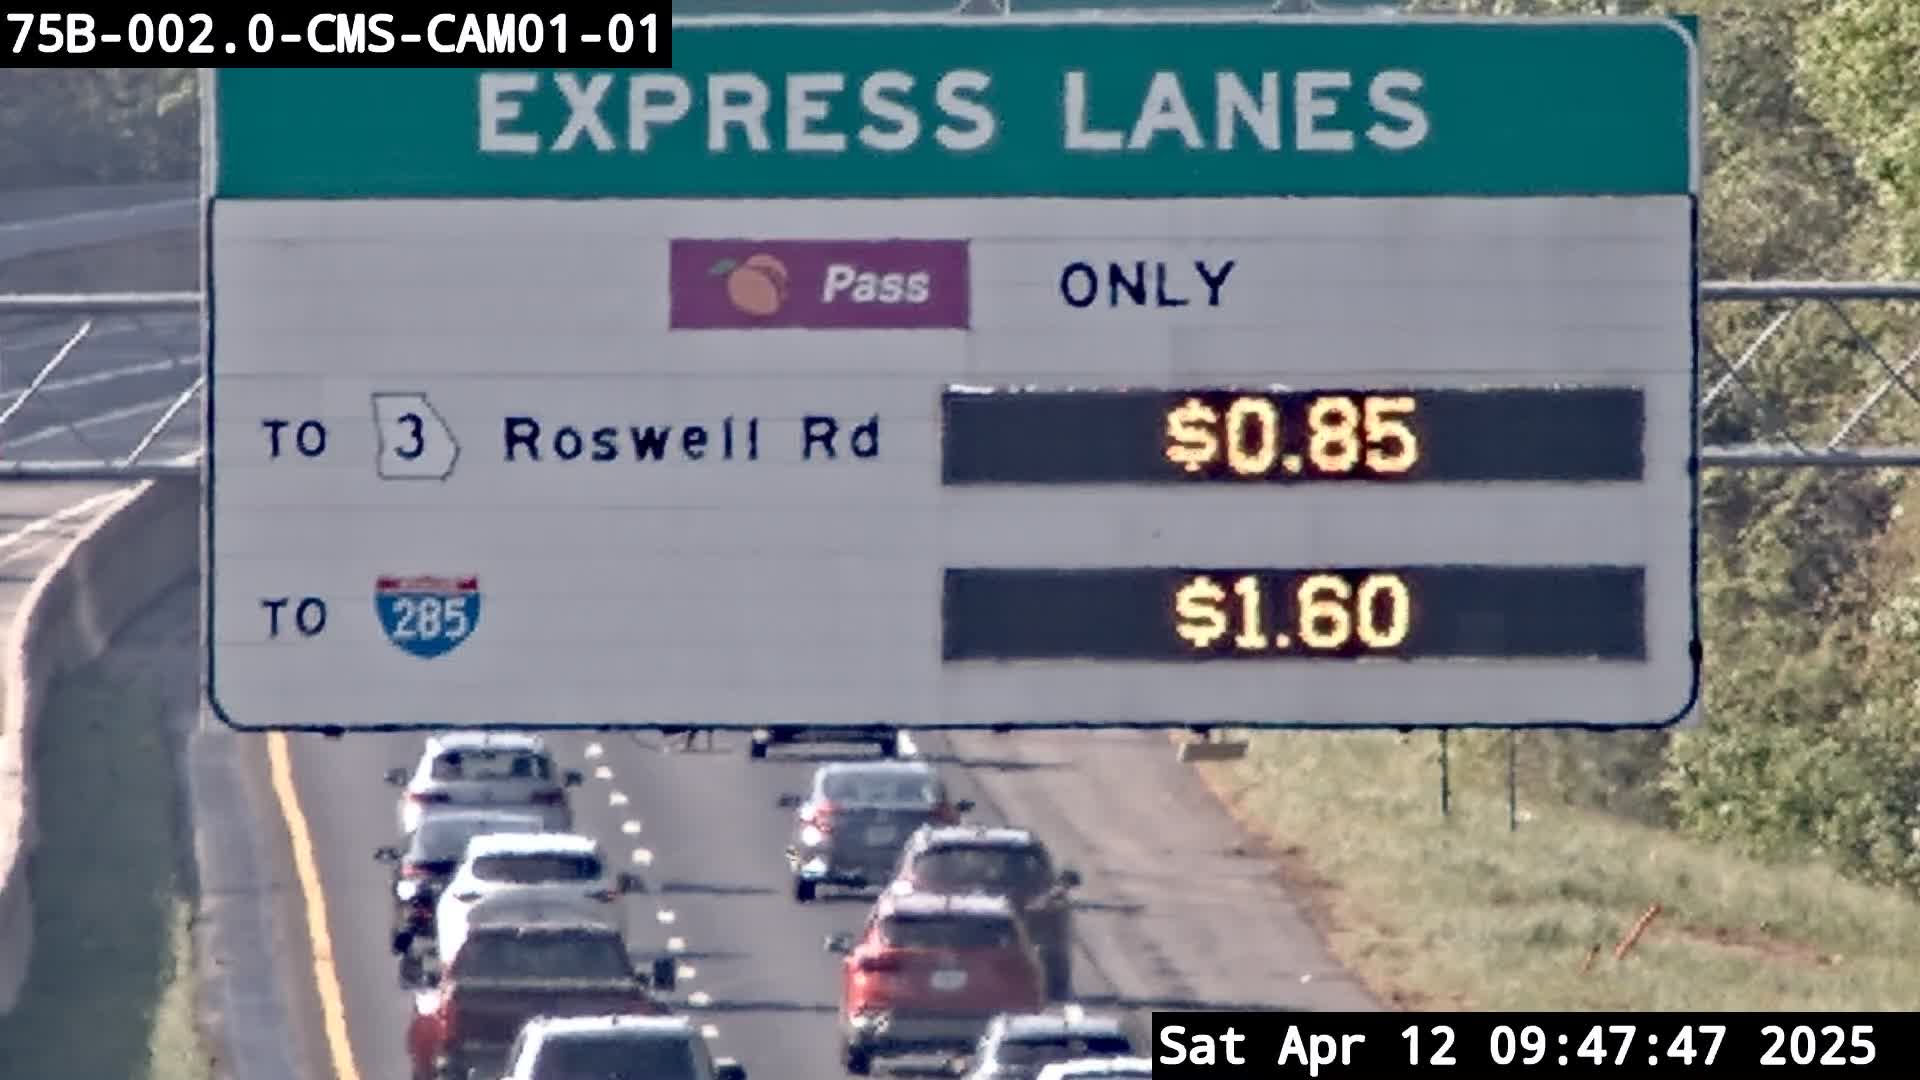 75B-002.0-CMS-CAM01-01
EXPRESS LANES
Pass ONLY
TO 3 Roswell Rd $0.85
TO 285 $1.60
Sat Apr 12 09:47:47 2025